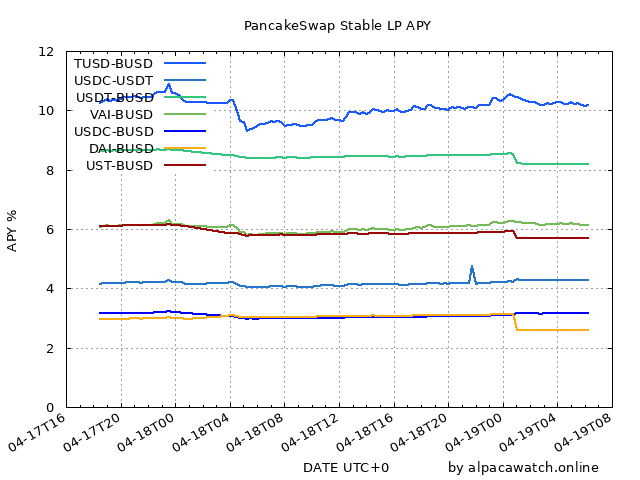 PancakeSwap Stable LP APY
12
10
8
6
4
2
0
APY %
TUSD-BUSD
USDC-USDT
USDT-BUSD
VAI-BUSD
USDC-BUSD
DAI-BUSD
UST-BUSD
04-17T16
04-17T20
04-18T00
04-18T04
04-18T08
04-18T12
04-18T16
04-18T20
04-19T00
04-19T04
04-19T08
DATE UTC+0
by alpacawatch.online